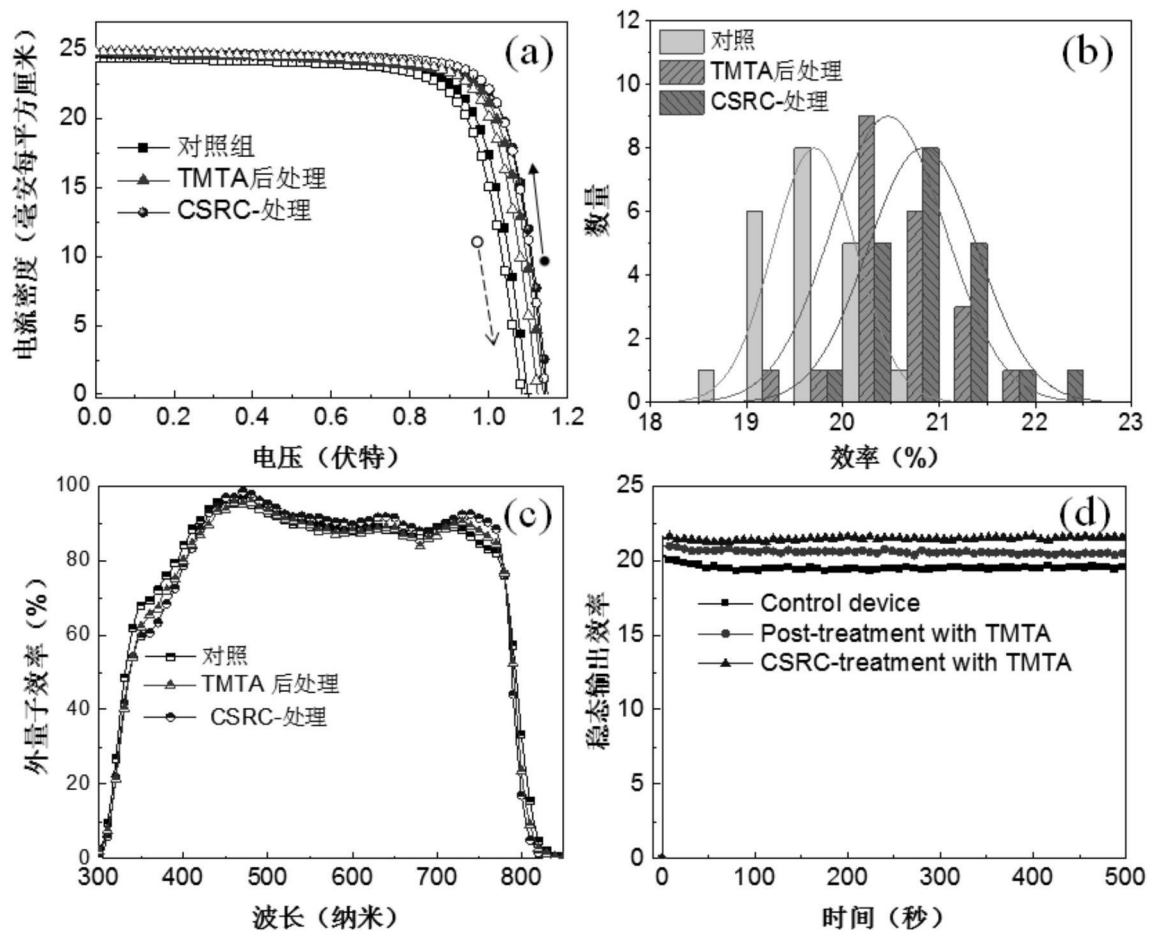 (a)
电流密度（毫安每平方厘米）
25
20
15
10
5
0
对照组
TMTA后处理
CSRC-处理
0.0 0.2 0.4 0.6 0.8 1.0 1.2
电压（伏特）
(b)
数量
12
10
8
6
4
2
0
对照
TMTA后处理
CSRC-处理
18 19 20 21 22 23
效率（%）
(c)
外量子效率（%）
100
80
60
40
20
0
对照
TMTA 后处理
CSRC-处理
300 400 500 600 700 800
波长（纳米）
(d)
稳态输出效率
25
20
15
10
5
0
Control device
Post-treatment with TMTA
CSRC-treatment with TMTA
0 100 200 300 400 500
时间（秒）